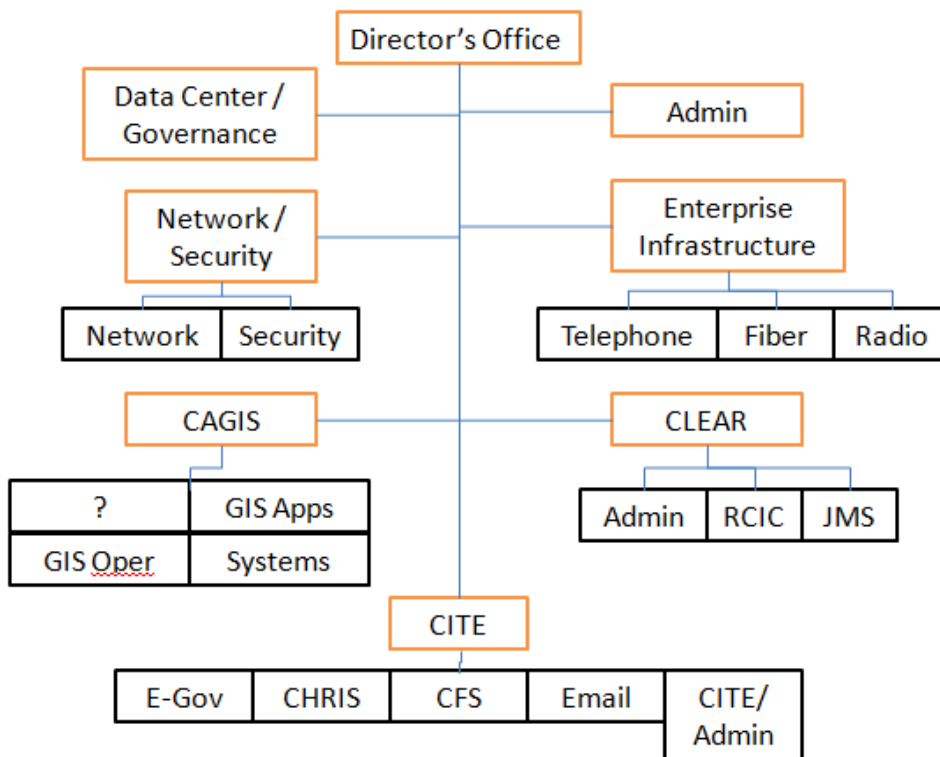 Director's Office
Data Center /
Governance
Admin
Network /
Security
Enterprise
Infrastructure
Network
Security
Telephone
Fiber
Radio
CAGIS
CLEAR
?
GIS Apps
GIS Oper
Systems
Admin
RCIC
JMS
CITE
E-Gov
CHRIS
CFS
Email
CITE/
Admin